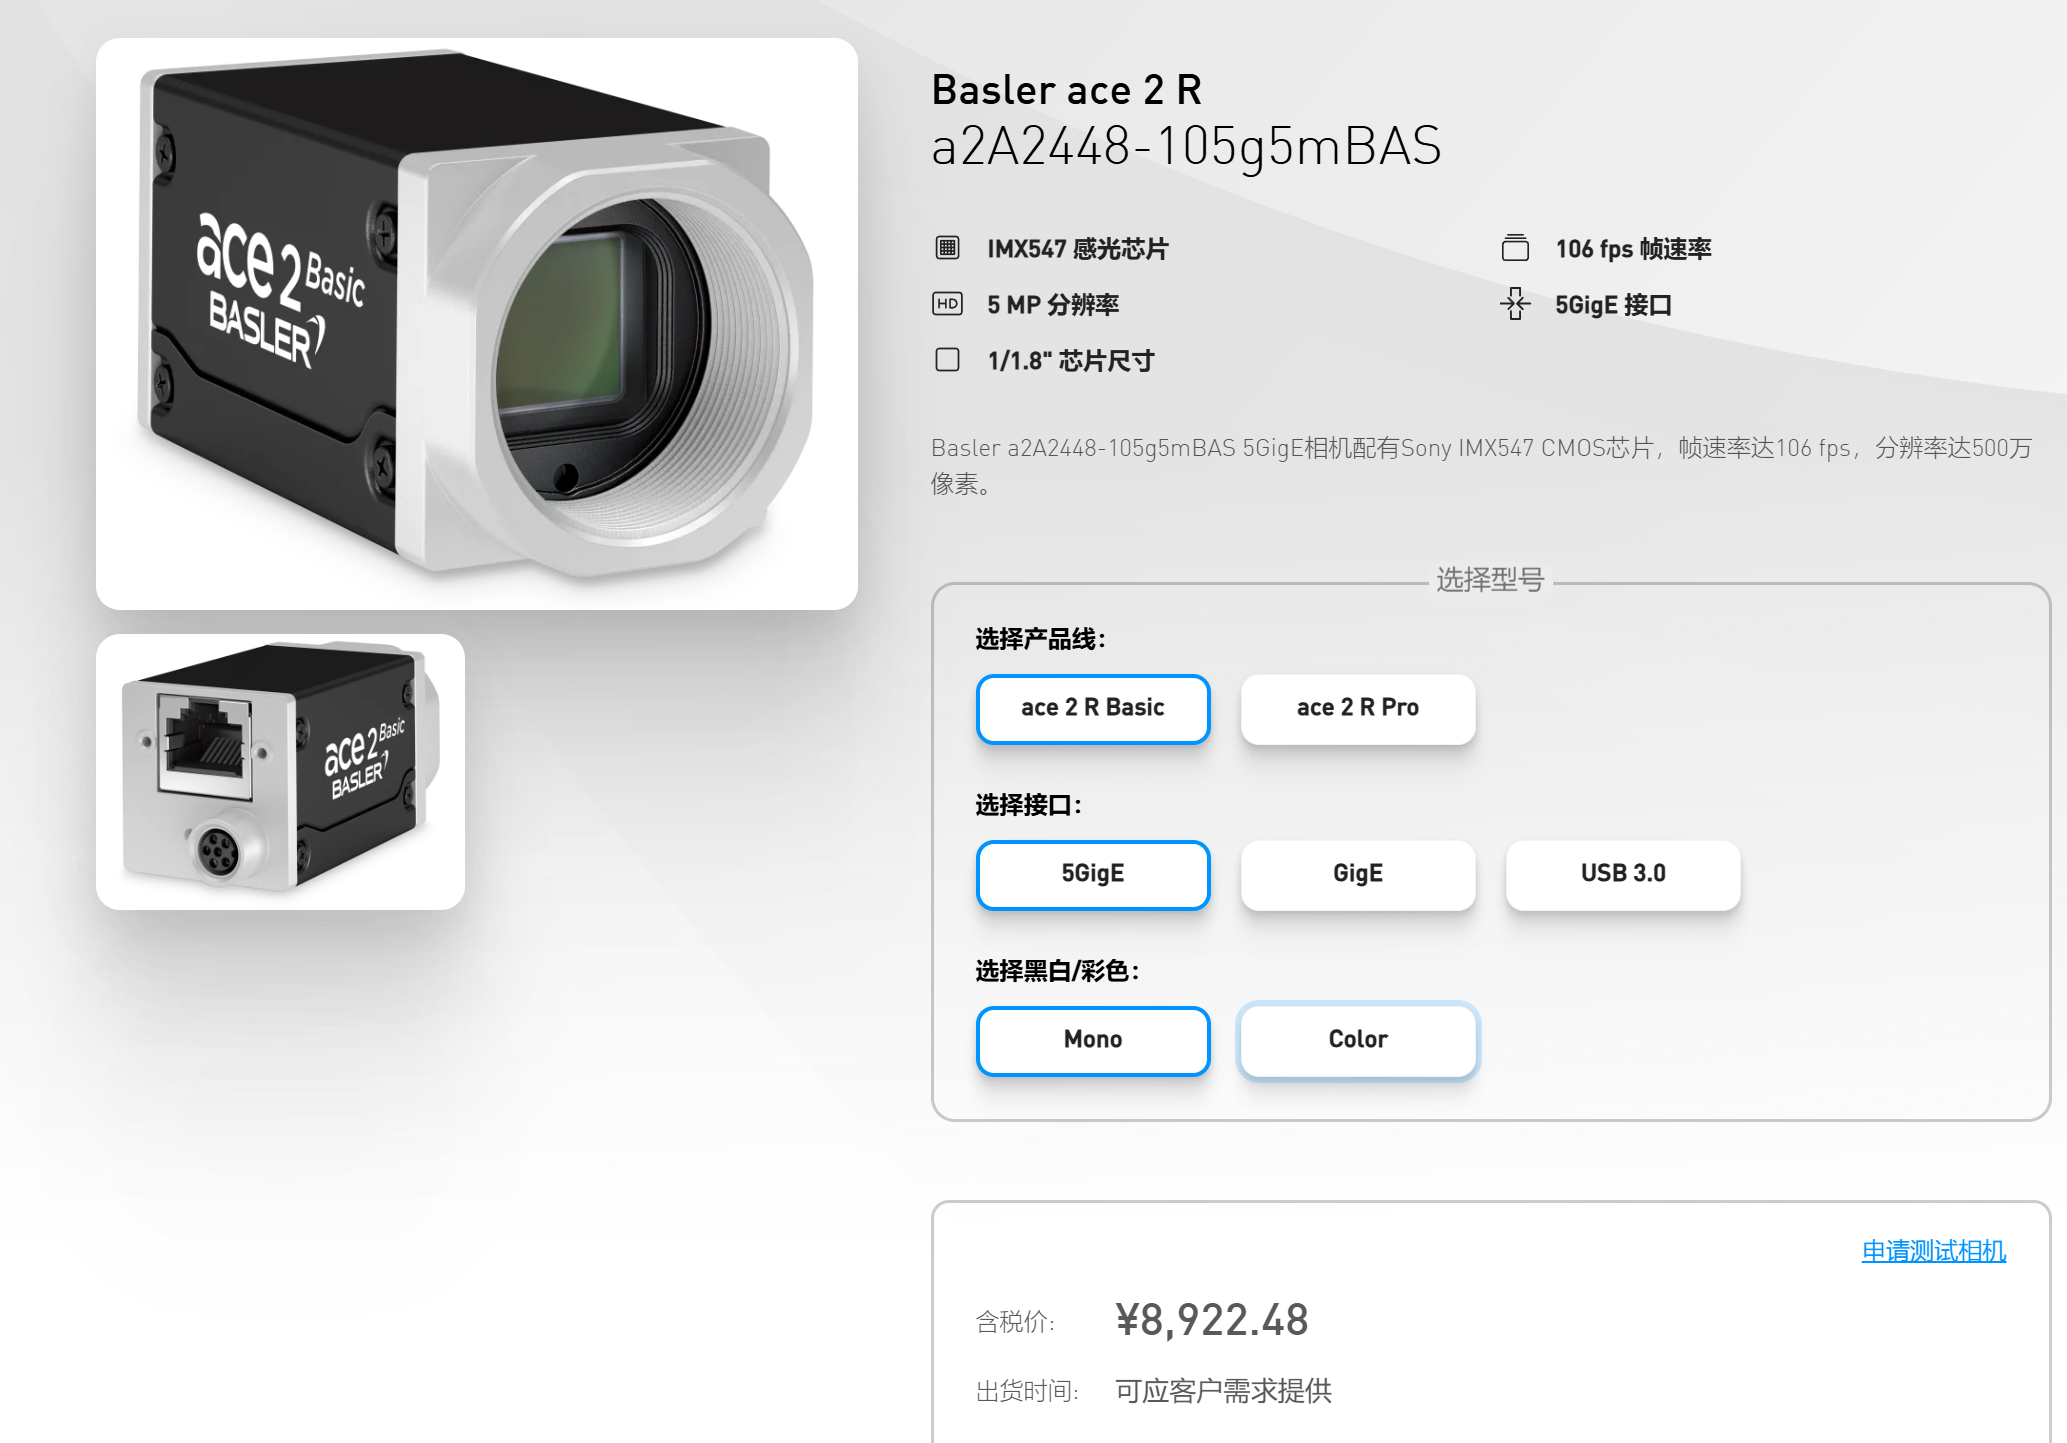 ace 2 Basic
BASLER
ace 2 Basic
BASLER
Basler ace 2 R
a2A2448-105g5mBAS
IMX547 感光芯片
106 fps 帧速率
HD
5 MP 分辨率
5GigE 接口
1/1.8" 芯片尺寸
Basler a2A2448-105g5mBAS 5GigE相机配有Sony IMX547 CMOS芯片，帧速率达106 fps，分辨率达500万
像素。
选择型号
选择产品线：
ace 2 R Basic
ace 2 R Pro
选择接口：
5GigE
GigE
USB 3.0
选择黑白/彩色：
Mono
Color
申请测试相机
含税价:
¥8,922.48
出货时间:
可应客户需求提供